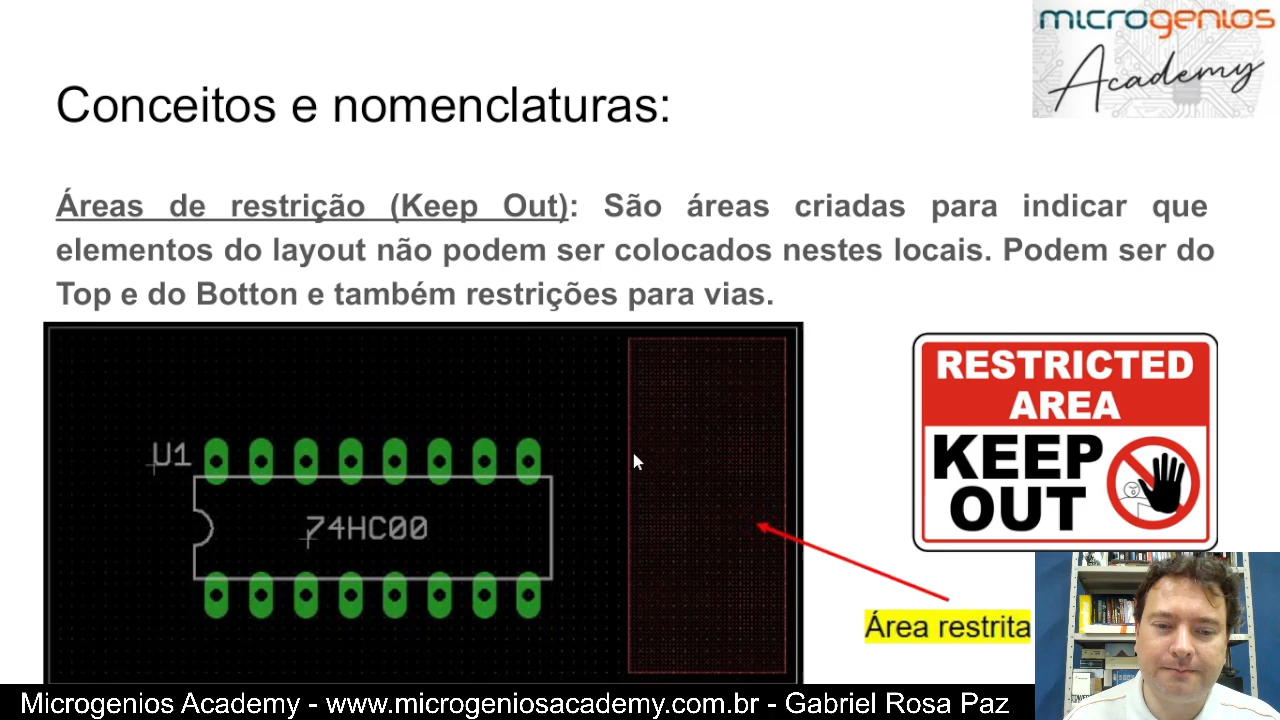 microgenios
Academy
Conceitos e nomenclaturas:
Áreas de restrição (Keep Out): São áreas criadas para indicar que
elementos do layout não podem ser colocados nestes locais. Podem ser do
Top e do Botton e também restrições para vias.
U1
74HC00
RESTRICTED
AREA
KEEP
OUT
Área restrita
Microgenios Academy - www.microgeniosacademy.com.br - Gabriel Rosa Paz